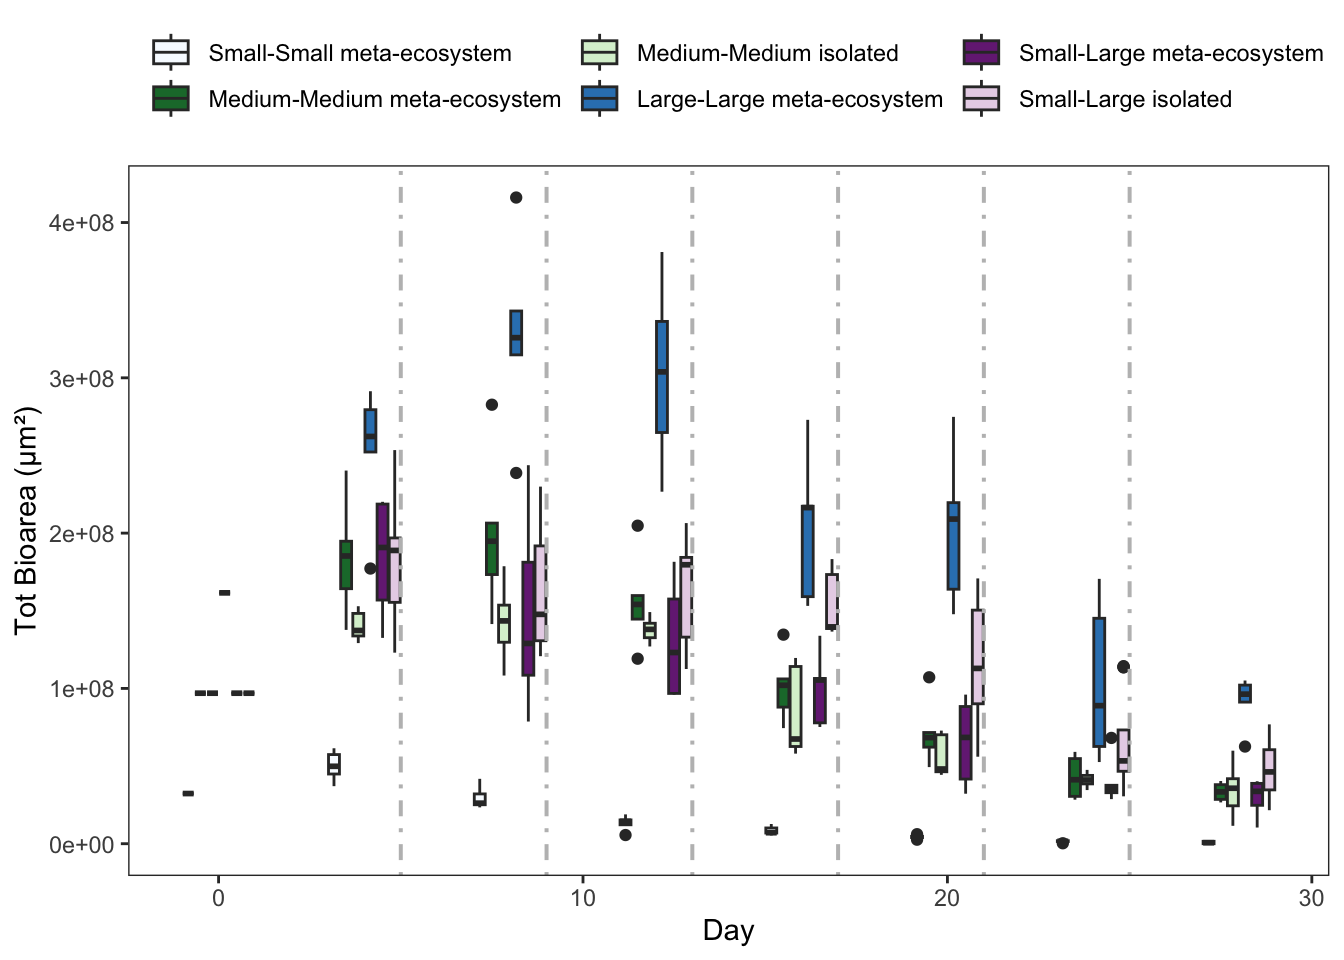 Small-Small meta-ecosystem
Medium-Medium isolated
Small-Large meta-ecosystem
Medium-Medium meta-ecosystem
Large-Large meta-ecosystem
Small-Large isolated
4e+08
3e+08
2e+08
1e+08
0e+00
Tot Bioarea (μm²)
0
10
20
30
Day